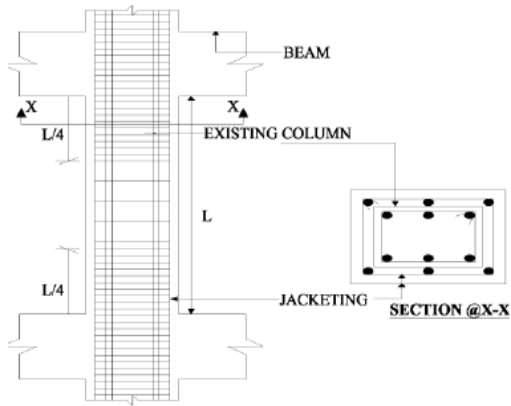 BEAM
X
X
L/4
EXISTING COLUMN
L
L/4
JACKETING
SECTION @X-X